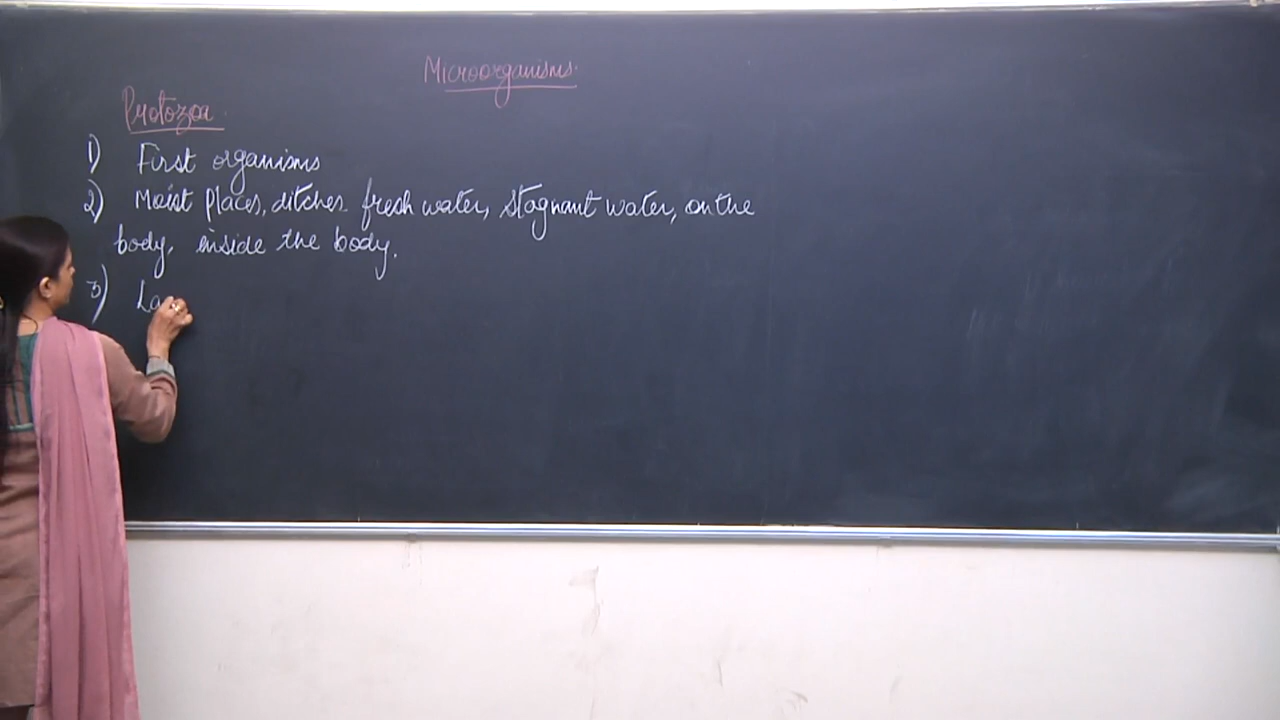 Microorganisms.
Protozoa.
1) First organisms
2) Moist Places, ditches fresh water, stagnant water, on the
body, inside the body.
3) La